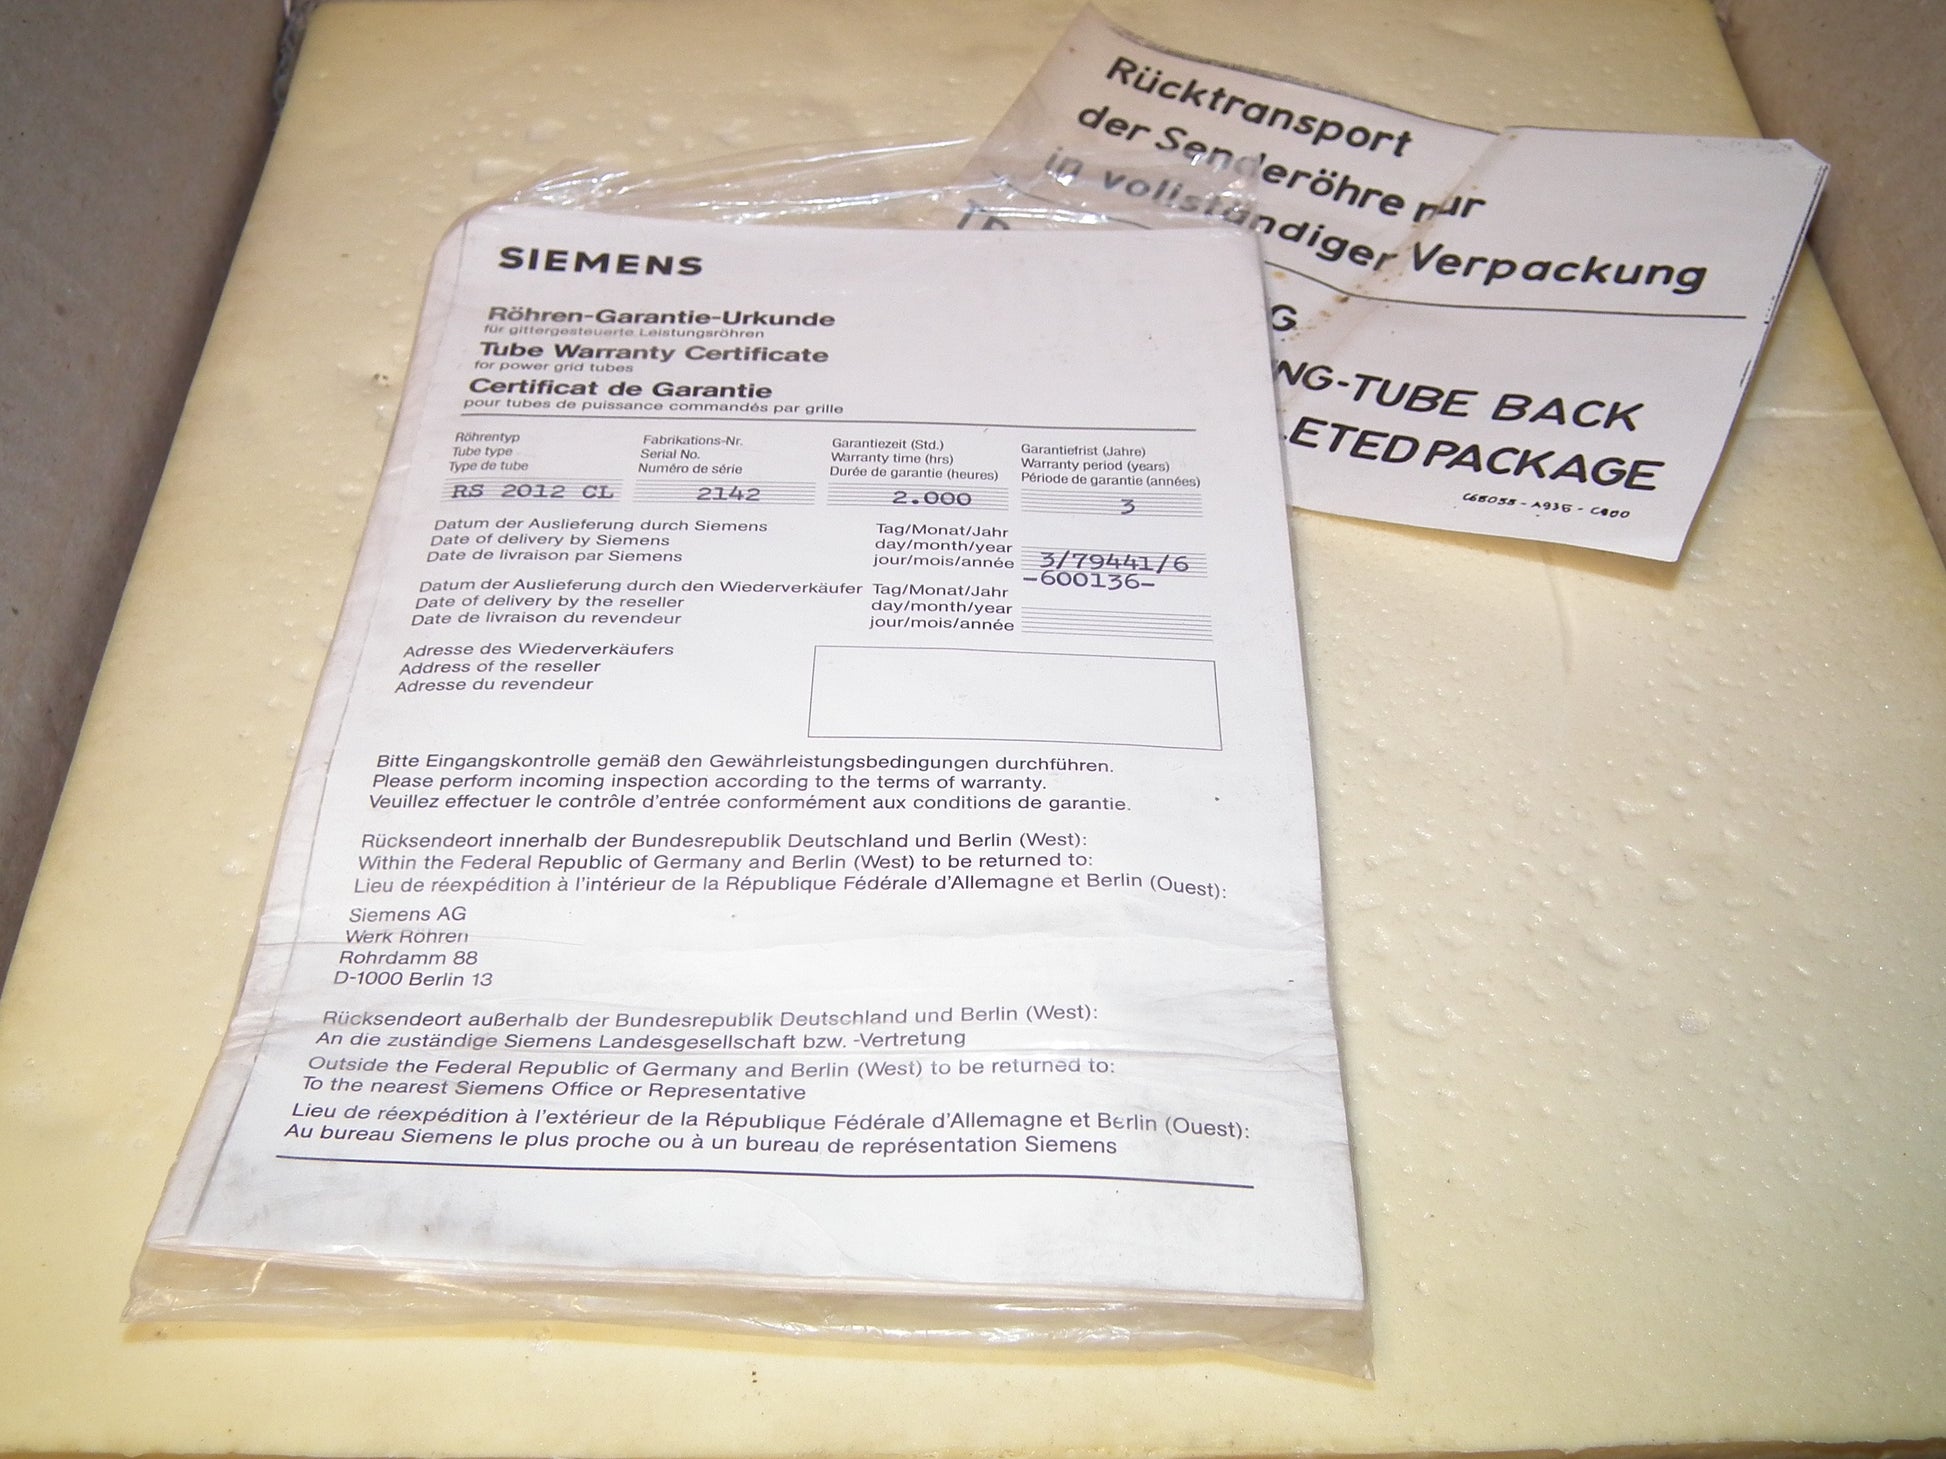 Rücktransport
der Senderöhre nur
in vollständiger Verpackung
G
NG-TUBE BACK
LETED PACKAGE
C65055-A935-C
SIEMENS
Röhren-Garantie-Urkunde
für gittergesteuerte Leistungsröhren
Tube Warranty Certificate
for power grid tubes
Certificat de Garantie
pour tubes de puissance commandés par grille
Röhrentyp Fabrikations-Nr. Garantiezeit (Std.) Garantiefrist (Jahre)
Tube type Serial No. Warranty time (hrs) Warranty period (years)
Type de tube Numéro de série Durée de garantie (heures) Période de garantie (années)
RS 2012 CL 2142 2.000 3
Datum der Auslieferung durch Siemens Tag/Monat/Jahr
Date of delivery by Siemens day/month/year
Date de livraison par Siemens jour/mois/année 3/79441/6
-600136-
Datum der Auslieferung durch den Wiederverkäufer Tag/Monat/Jahr
Date of delivery by the reseller day/month/year
Date de livraison du revendeur jour/mois/année
Adresse des Wiederverkäufers
Address of the reseller
Adresse du revendeur
Bitte Eingangskontrolle gemäß den Gewährleistungsbedingungen durchführen.
Please perform incoming inspection according to the terms of warranty.
Veuillez effectuer le contrôle d'entrée conformément aux conditions de garantie.
Rücksendeort innerhalb der Bundesrepublik Deutschland und Berlin (West):
Within the Federal Republic of Germany and Berlin (West) to be returned to:
Lieu de réexpédition à l'intérieur de la République Fédérale d'Allemagne et Berlin (Ouest):
Siemens AG
Werk Röhren
Rohrdamm 88
D-1000 Berlin 13
Rücksendeort außerhalb der Bundesrepublik Deutschland und Berlin (West):
An die zuständige Siemens Landesgesellschaft bzw. -Vertretung
Outside the Federal Republic of Germany and Berlin (West) to be returned to:
To the nearest Siemens Office or Representative
Lieu de réexpédition à l'extérieur de la République Fédérale d'Allemagne et Berlin (Ouest):
Au bureau Siemens le plus proche ou à un bureau de représentation Siemens